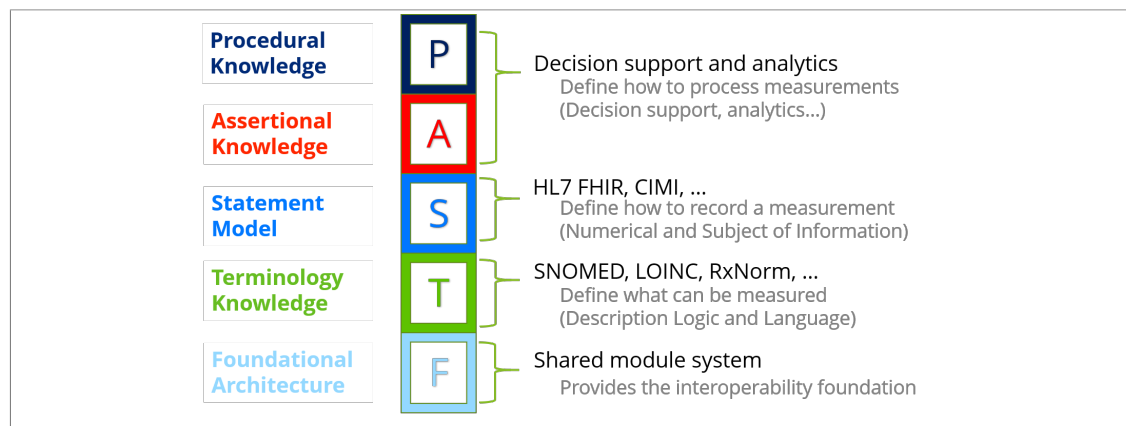 Procedural
Knowledge
P
Decision support and analytics
Define how to process measurements
(Decision support, analytics...)
Assertional
Knowledge
A
Statement
Model
S
HL7 FHIR, CIMI, ...
Define how to record a measurement
(Numerical and Subject of Information)
Terminology
Knowledge
T
SNOMED, LOINC, RxNorm, ...
Define what can be measured
(Description Logic and Language)
Foundational
Architecture
F
Shared module system
Provides the interoperability foundation